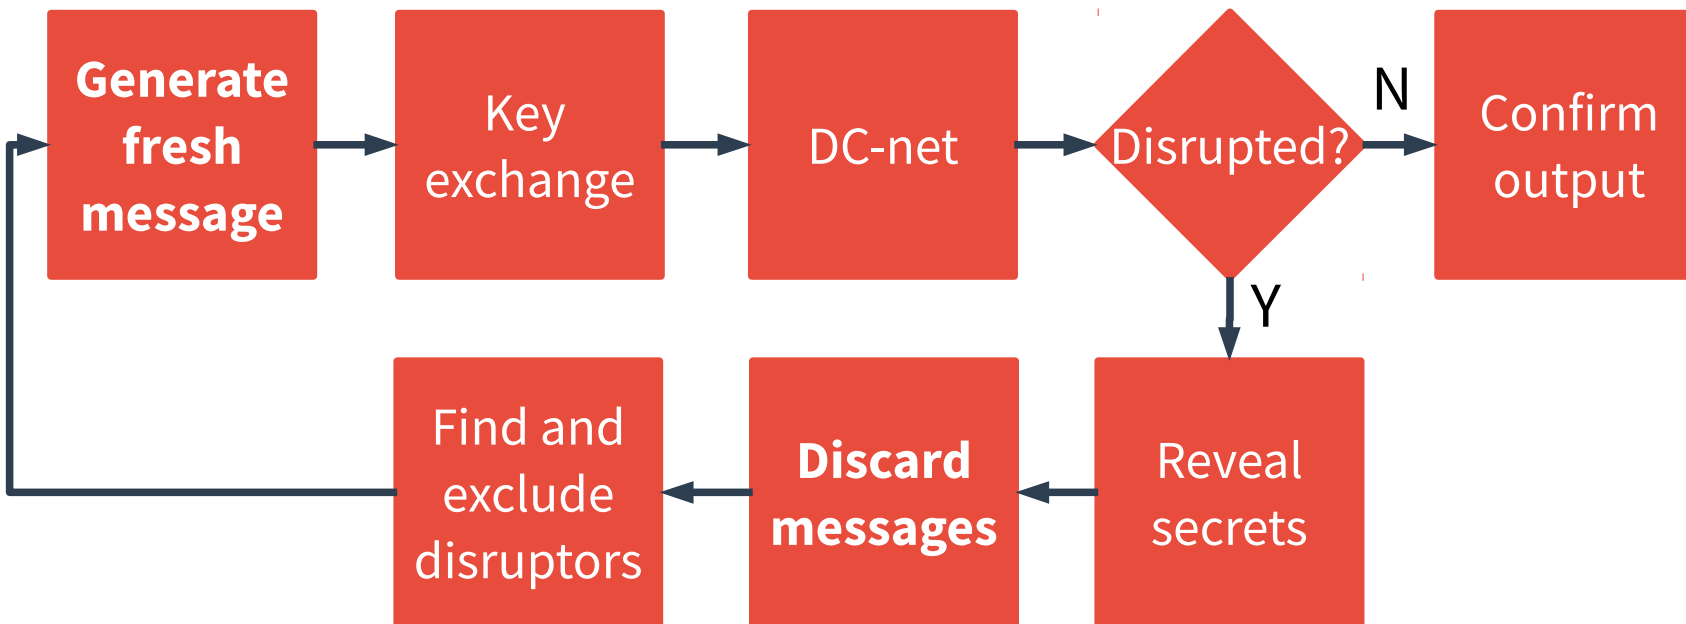 Generate
fresh
message
Key
exchange
DC-net
Disrupted?
N
Confirm
output
Y
Find and
exclude
disruptors
Discard
messages
Reveal
secrets